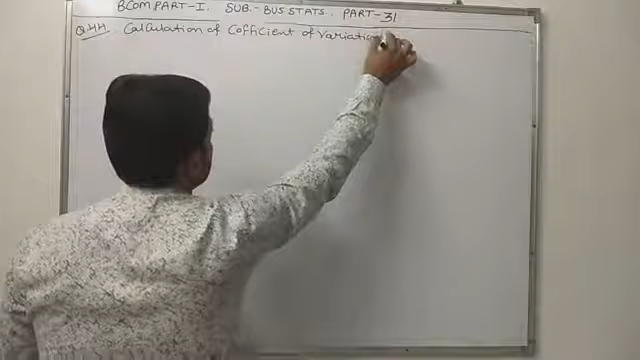 BCOM PART-I. SUB.- BUS STATS. PART-31
Q.44. Calculation of Cofficient of Variation